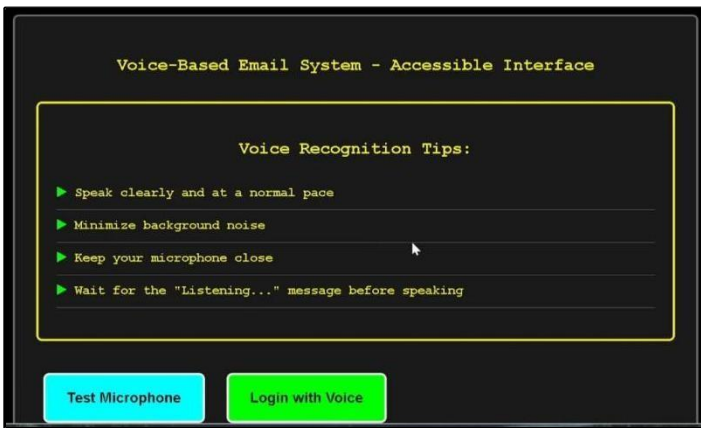 Voice-Based Email System - Accessible Interface
Voice Recognition Tips:
Speak clearly and at a normal pace
Minimize background noise
Keep your microphone close
Wait for the "Listening..." message before speaking
Test Microphone
Login with Voice